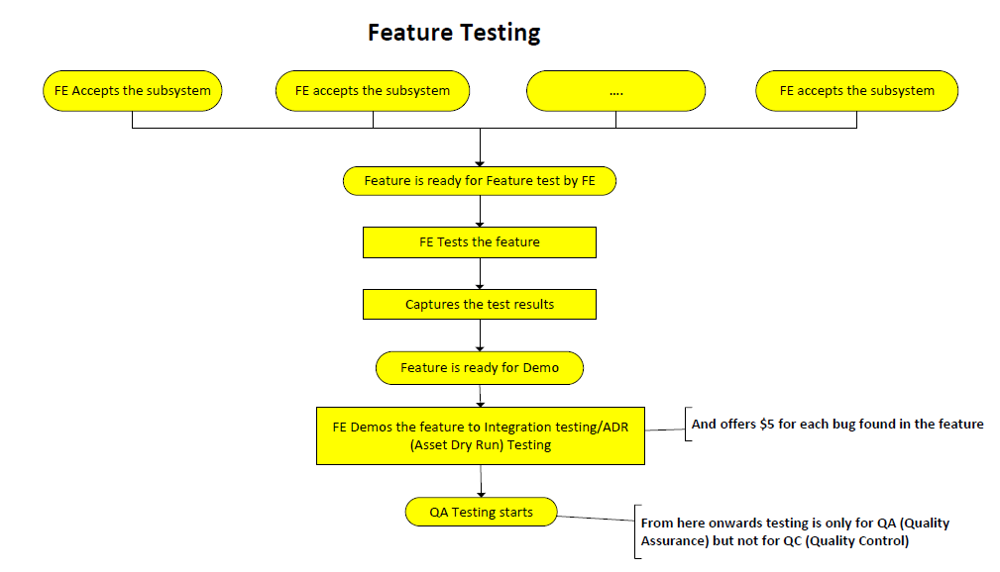 Feature Testing
FE Accepts the subsystem
FE accepts the subsystem
....
FE accepts the subsystem
Feature is ready for Feature test by FE
FE Tests the feature
Captures the test results
Feature is ready for Demo
FE Demos the feature to Integration testing/ADR
(Asset Dry Run) Testing
And offers $5 for each bug found in the feature
QA Testing starts
From here onwards testing is only for QA (Quality
Assurance) but not for QC (Quality Control)